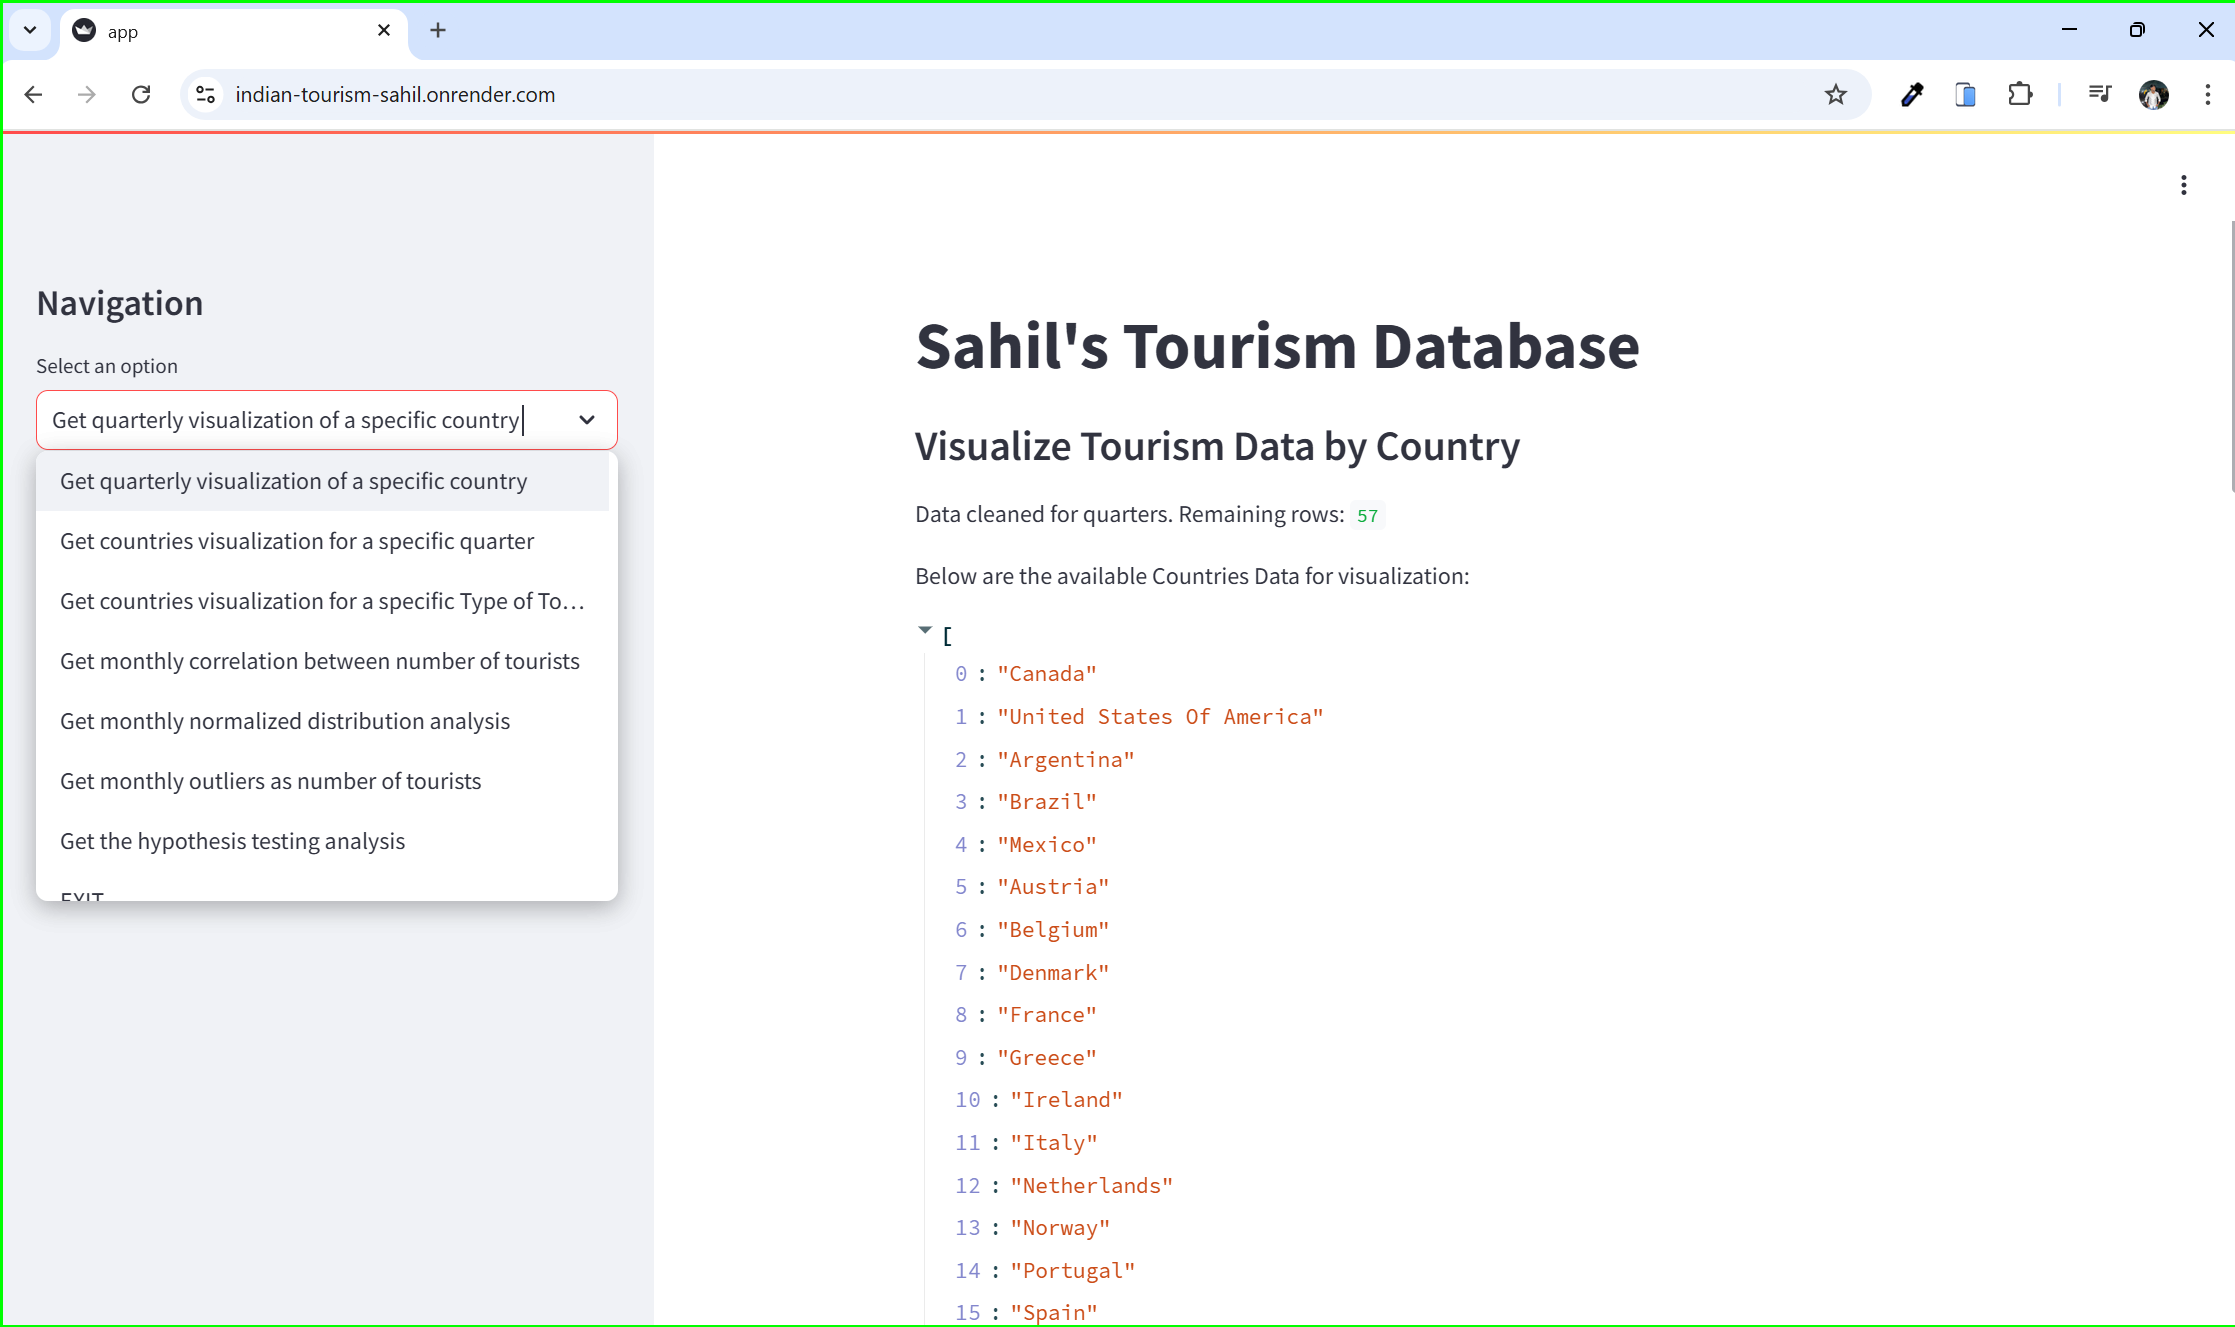 app
indian-tourism-sahil.onrender.com
Navigation
Select an option
Get quarterly visualization of a specific country
Get quarterly visualization of a specific country
Get countries visualization for a specific quarter
Get countries visualization for a specific Type of To...
Get monthly correlation between number of tourists
Get monthly normalized distribution analysis
Get monthly outliers as number of tourists
Get the hypothesis testing analysis
EXIT
Sahil's Tourism Database
Visualize Tourism Data by Country
Data cleaned for quarters. Remaining rows: 57
Below are the available Countries Data for visualization:
[
0 : "Canada"
1 : "United States Of America"
2 : "Argentina"
3 : "Brazil"
4 : "Mexico"
5 : "Austria"
6 : "Belgium"
7 : "Denmark"
8 : "France"
9 : "Greece"
10 : "Ireland"
11 : "Italy"
12 : "Netherlands"
13 : "Norway"
14 : "Portugal"
15 : "Spain"